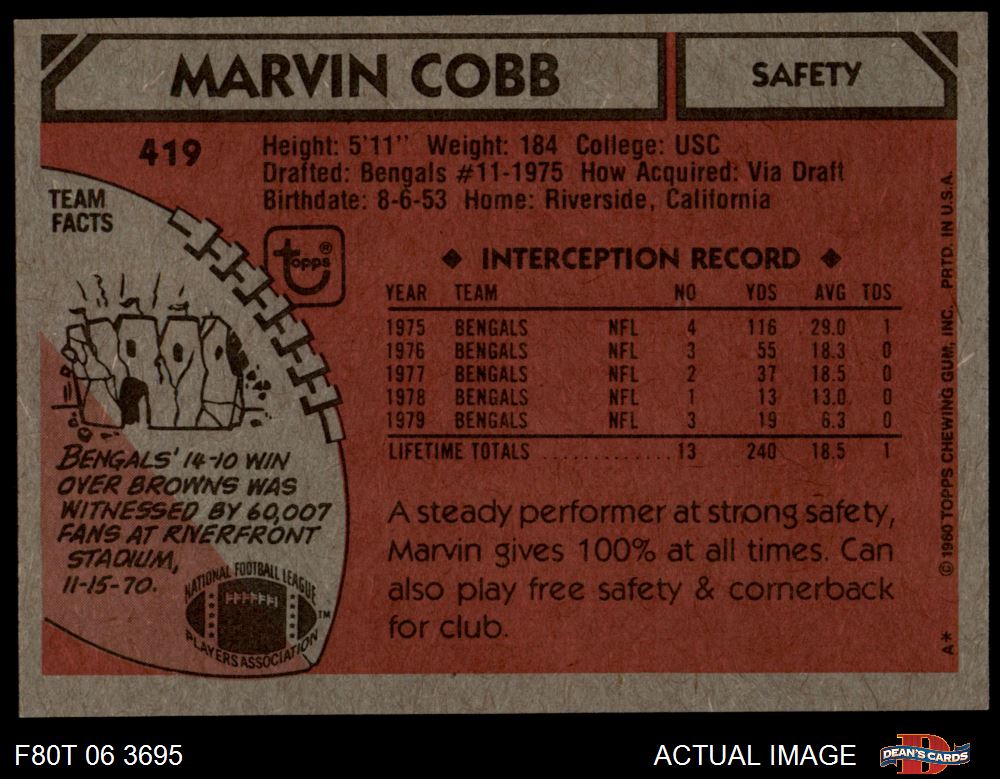 MARVIN COBB
SAFETY
419
Height: 5'11" Weight: 184 College: USC
Drafted: Bengals #11-1975 How Acquired: Via Draft
Birthdate: 8-6-53 Home: Riverside, California
TEAM
FACTS
topps®
◆ INTERCEPTION RECORD ◆
YEAR TEAM NO YDS AVG TDS
1975 BENGALS NFL 4 116 29.0 1
1976 BENGALS NFL 3 55 18.3 0
1977 BENGALS NFL 2 37 18.5 0
1978 BENGALS NFL 1 13 13.0 0
1979 BENGALS NFL 3 19 6.3 0
LIFETIME TOTALS ............... 13 240 18.5 1
BENGALS' 14-10 WIN
OVER BROWNS WAS
WITNESSED BY 60,007
FANS AT RIVERFRONT
STADIUM,
11-15-70.
NATIONAL FOOTBALL LEAGUE
PLAYERS ASSOCIATION
TM
A steady performer at strong safety,
Marvin gives 100% at all times. Can
also play free safety & cornerback
for club.
A* © 1980 TOPPS CHEWING GUM, INC. PRTD. IN U.S.A.
F80T 06 3695
ACTUAL IMAGE
DEAN'S CARDS